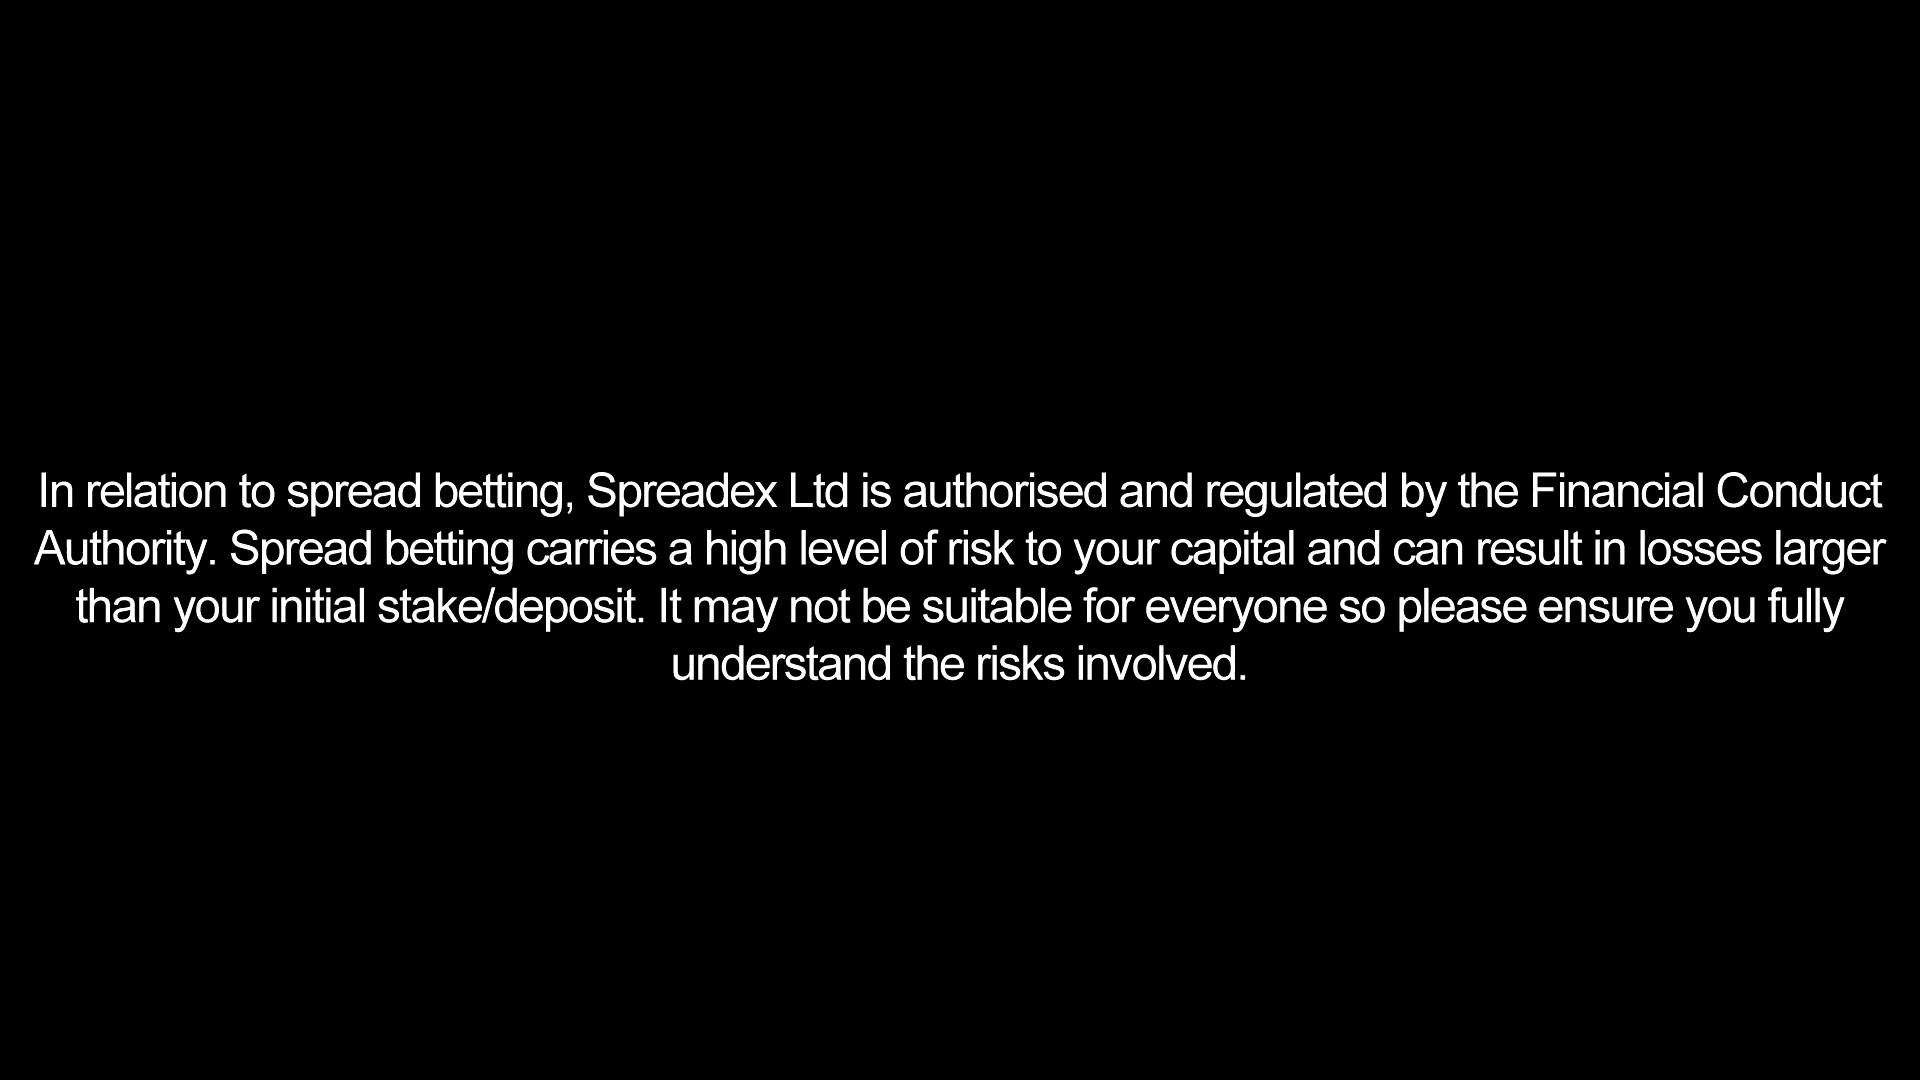 In relation to spread betting, Spreadex Ltd is authorised and regulated by the Financial Conduct
Authority. Spread betting carries a high level of risk to your capital and can result in losses larger
than your initial stake/deposit. It may not be suitable for everyone so please ensure you fully
understand the risks involved.